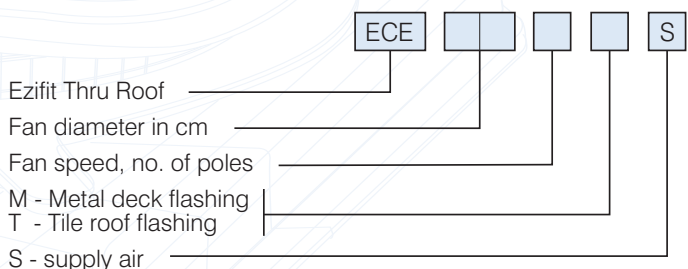 ECE S
Ezifit Thru Roof
Fan diameter in cm
Fan speed, no. of poles
M - Metal deck flashing
T - Tile roof flashing
S - supply air